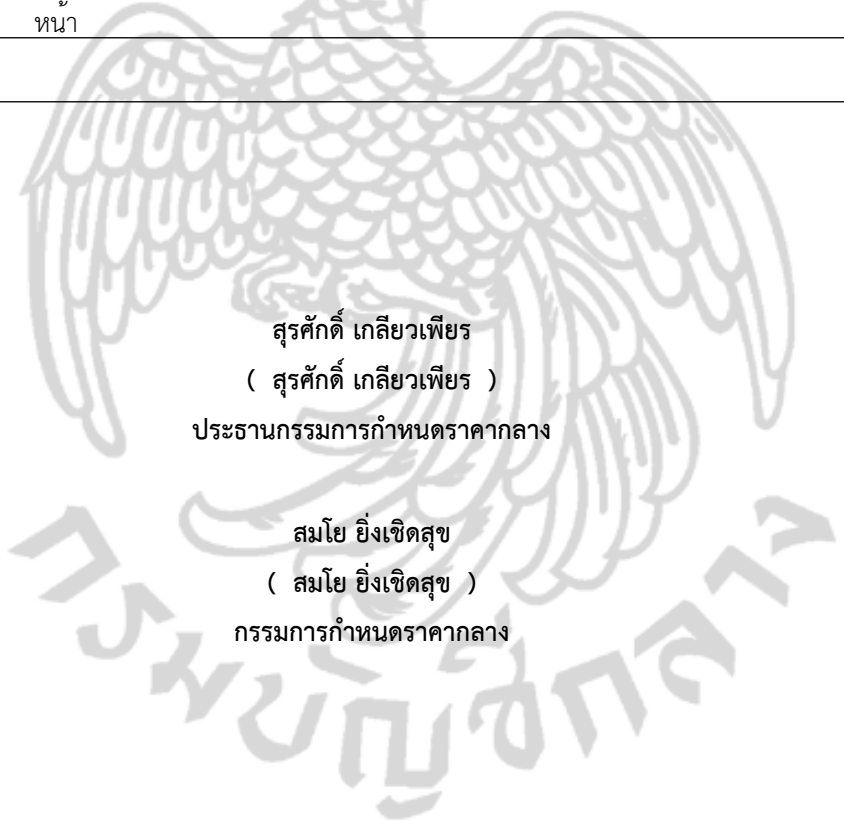 หน้า
สุรศักดิ์ เกลียวเพียร
( สุรศักดิ์ เกลียวเพียร )
ประธานกรรมการกำหนดราคากลาง
สมโย ยิ่งเชิดสุข
( สมโย ยิ่งเชิดสุข )
กรรมการกำหนดราคากลาง
กรมบัญชีกลาง